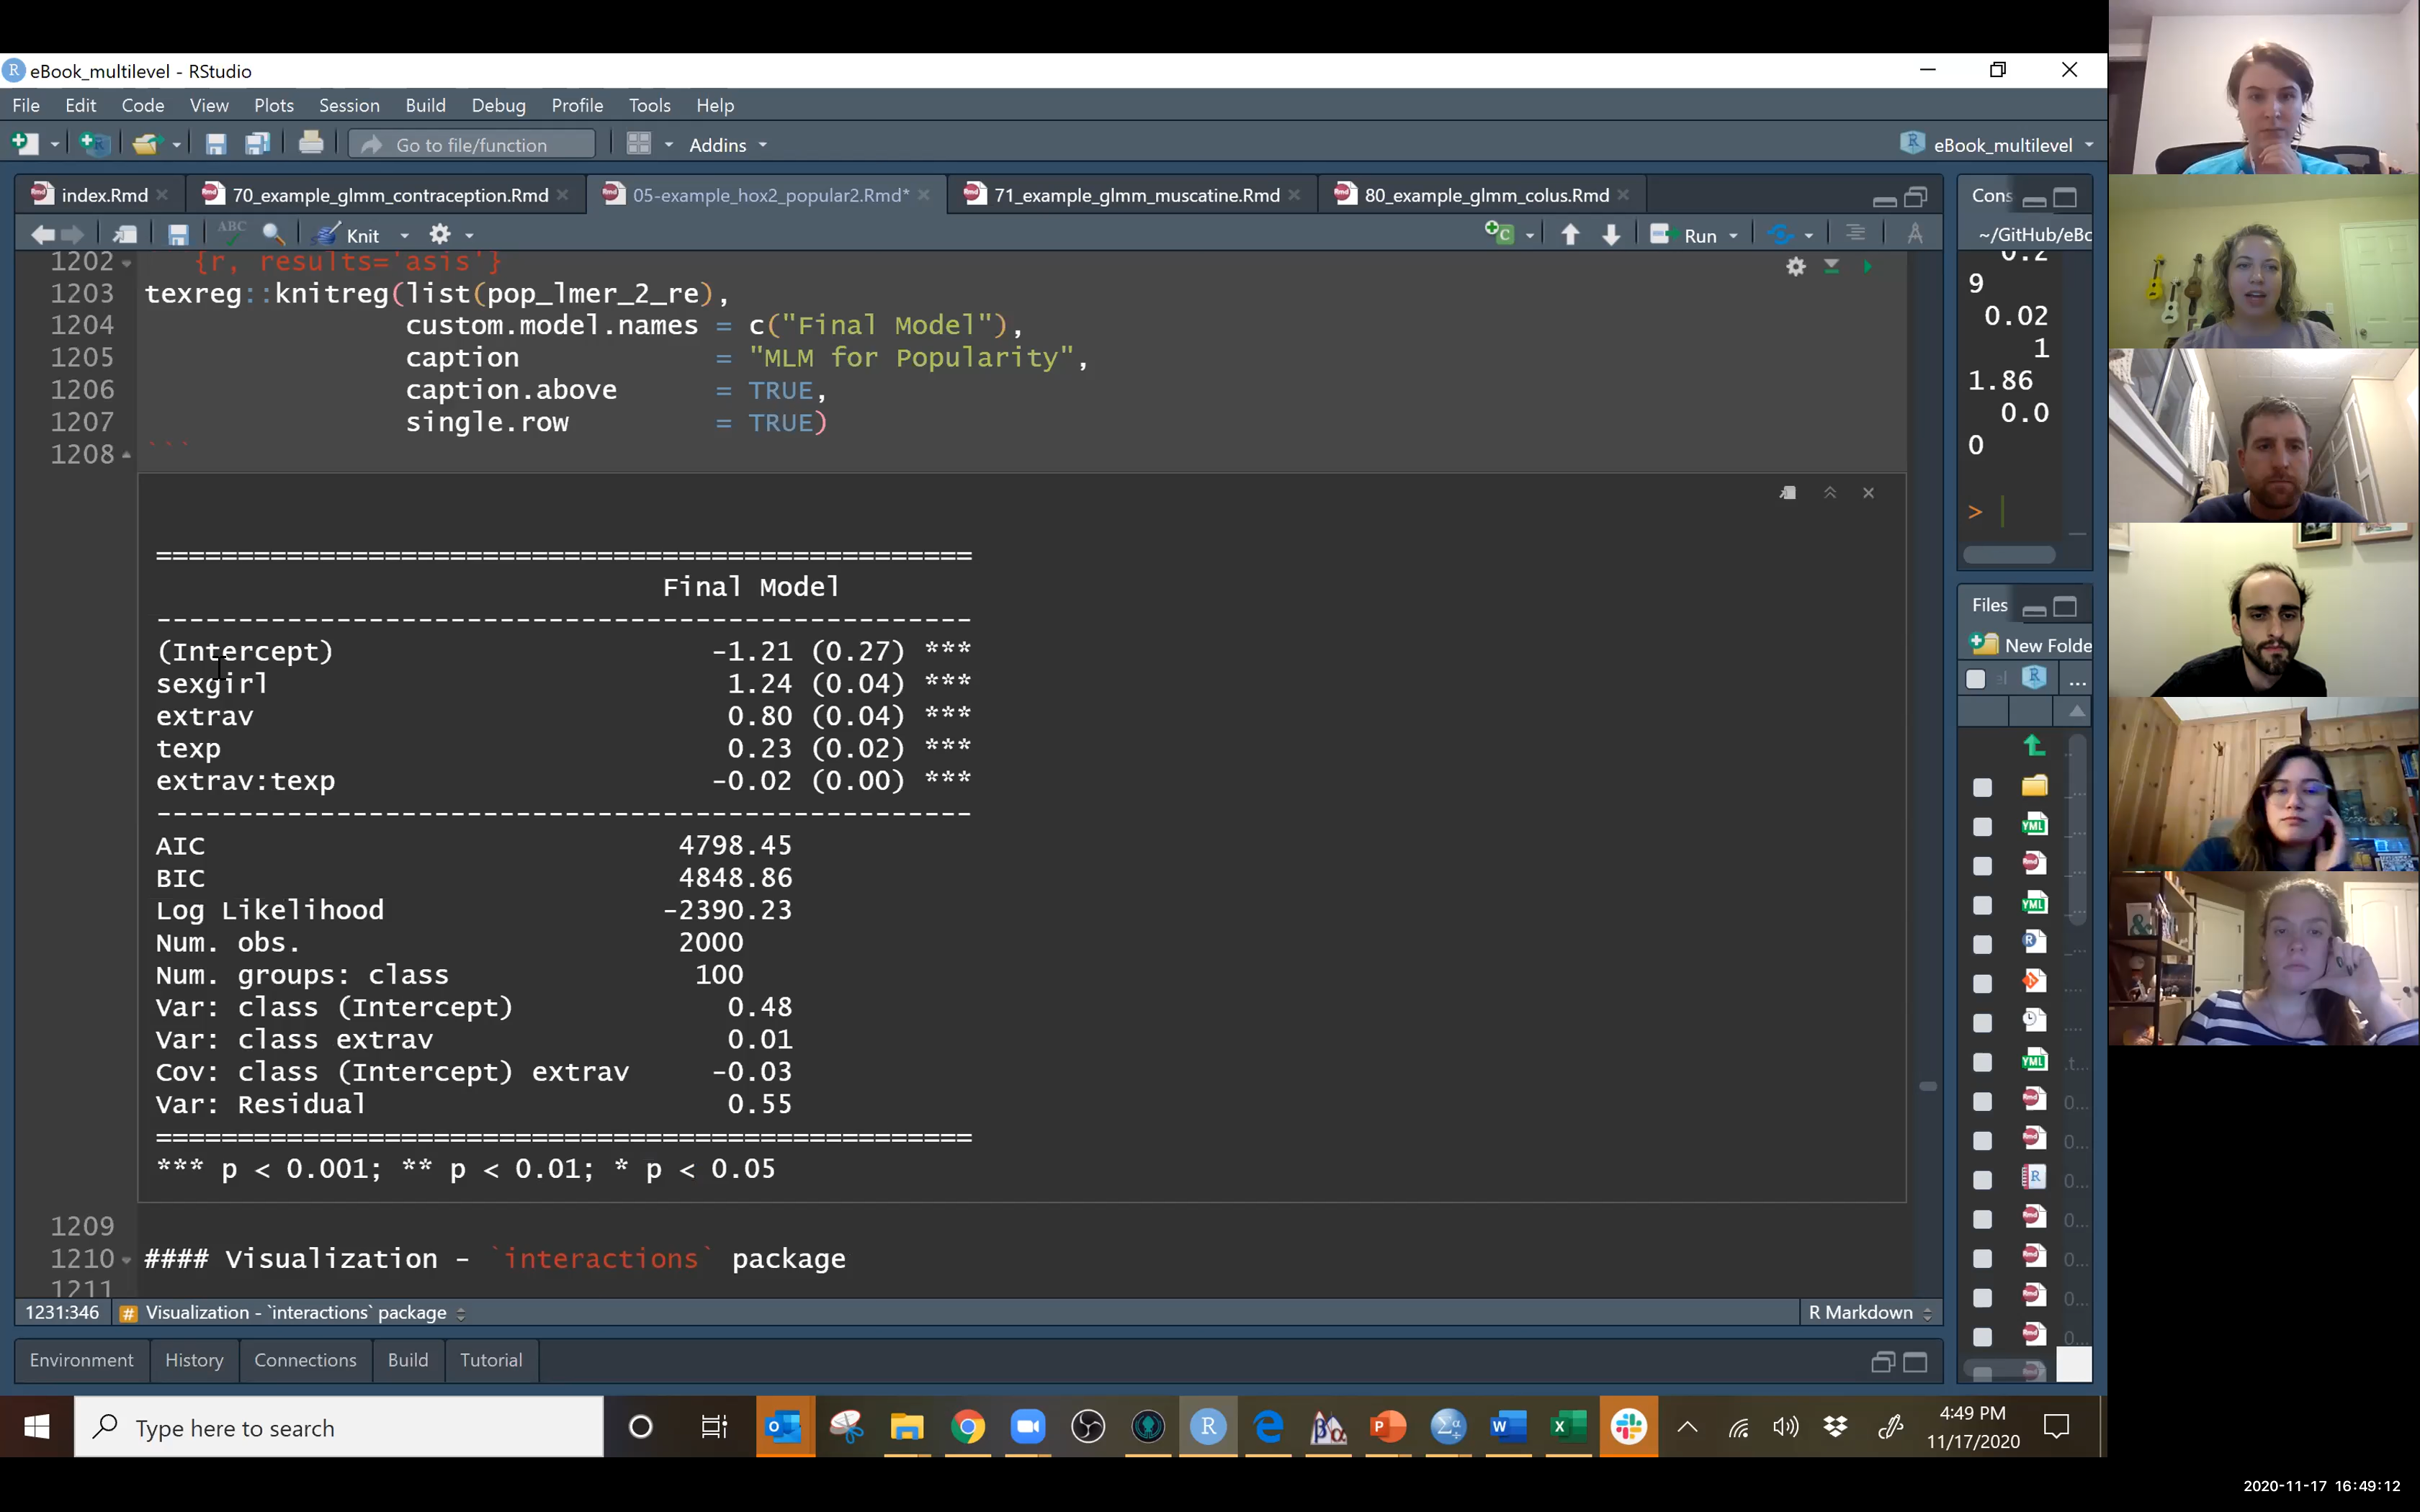 eBook_multilevel - RStudio
File Edit Code View Plots Session Build Debug Profile Tools Help
Go to file/function Addins eBook_multilevel
index.Rmd 70_example_glmm_contraception.Rmd 05-example_hox2_popular2.Rmd* 71_example_glmm_muscatine.Rmd 80_example_glmm_colus.Rmd
ABC Knit Run
1202 {r, results='asis'}
1203 texreg::knitreg(list(pop_lmer_2_re),
1204 custom.model.names = c("Final Model"),
1205 caption = "MLM for Popularity",
1206 caption.above = TRUE,
1207 single.row = TRUE)
1208 ```
==================================================
Final Model
--------------------------------------------------
(Intercept) -1.21 (0.27) ***
sexgirl 1.24 (0.04) ***
extrav 0.80 (0.04) ***
texp 0.23 (0.02) ***
extrav:texp -0.02 (0.00) ***
--------------------------------------------------
AIC 4798.45
BIC 4848.86
Log Likelihood -2390.23
Num. obs. 2000
Num. groups: class 100
Var: class (Intercept) 0.48
Var: class extrav 0.01
Cov: class (Intercept) extrav -0.03
Var: Residual 0.55
==================================================
*** p < 0.001; ** p < 0.01; * p < 0.05
1209
1210 #### Visualization - `interactions` package
1211
1231:346 Visualization - `interactions` package R Markdown
Environment History Connections Build Tutorial
Cons
~/GitHub/eBc
0.2
9
0.02
1
1.86
0.0
0
>
Files
New Folde
Type here to search
4:49 PM
11/17/2020
2020-11-17 16:49:12